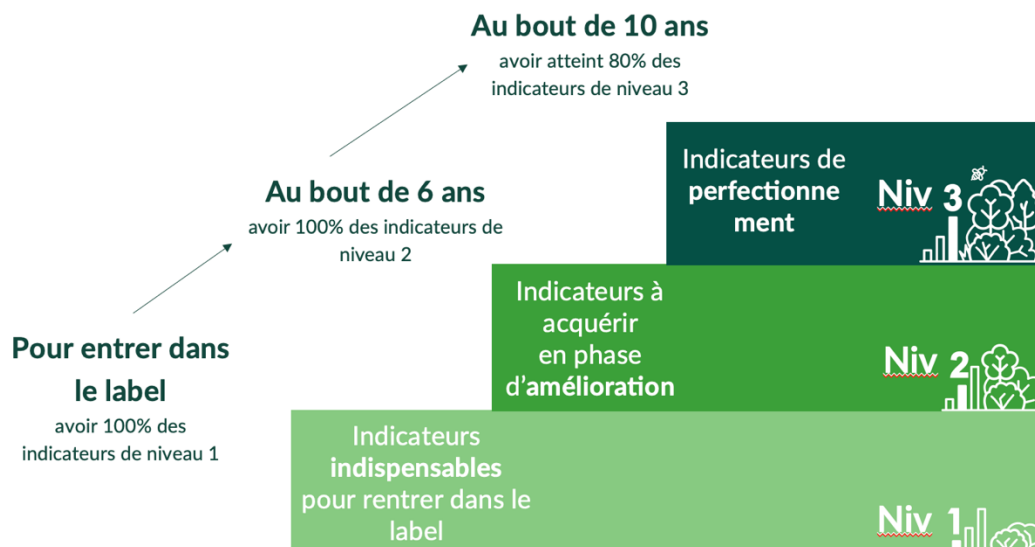 Au bout de 10 ans
avoir atteint 80% des
indicateurs de niveau 3
Au bout de 6 ans
avoir 100% des indicateurs de
niveau 2
Pour entrer dans
le label
avoir 100% des
indicateurs de niveau 1
Indicateurs de
perfectionne
ment
Niv 3
Indicateurs à
acquérir
en phase
d'amélioration
Niv 2
Indicateurs
indispensables
pour rentrer dans le
label
Niv 1